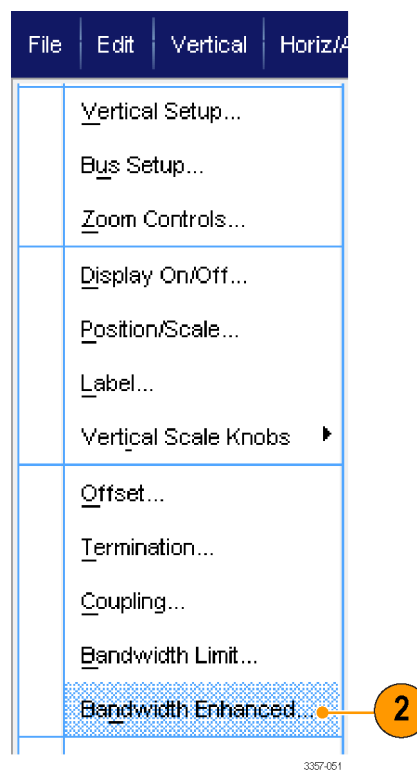 File Edit Vertical Horiz/A
Vertical Setup...
Bus Setup...
Zoom Controls...
Display On/Off...
Position/Scale...
Label...
Vertical Scale Knobs
Offset...
Termination...
Coupling...
Bandwidth Limit...
Bandwidth Enhanced...
2
3357-051